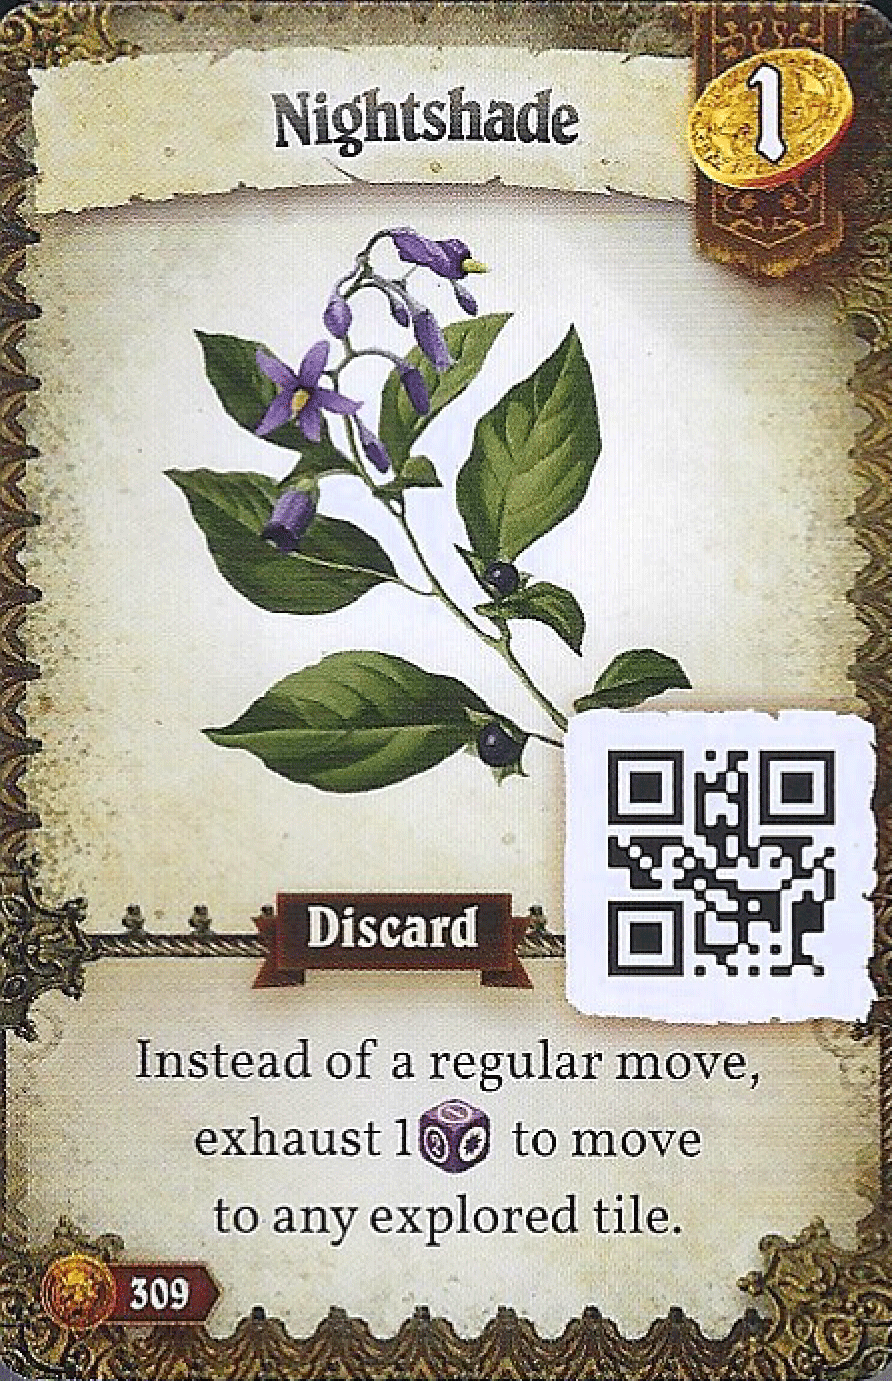 Nightshade
1
Discard
Instead of a regular move,
exhaust 1 to move
to any explored tile.
309